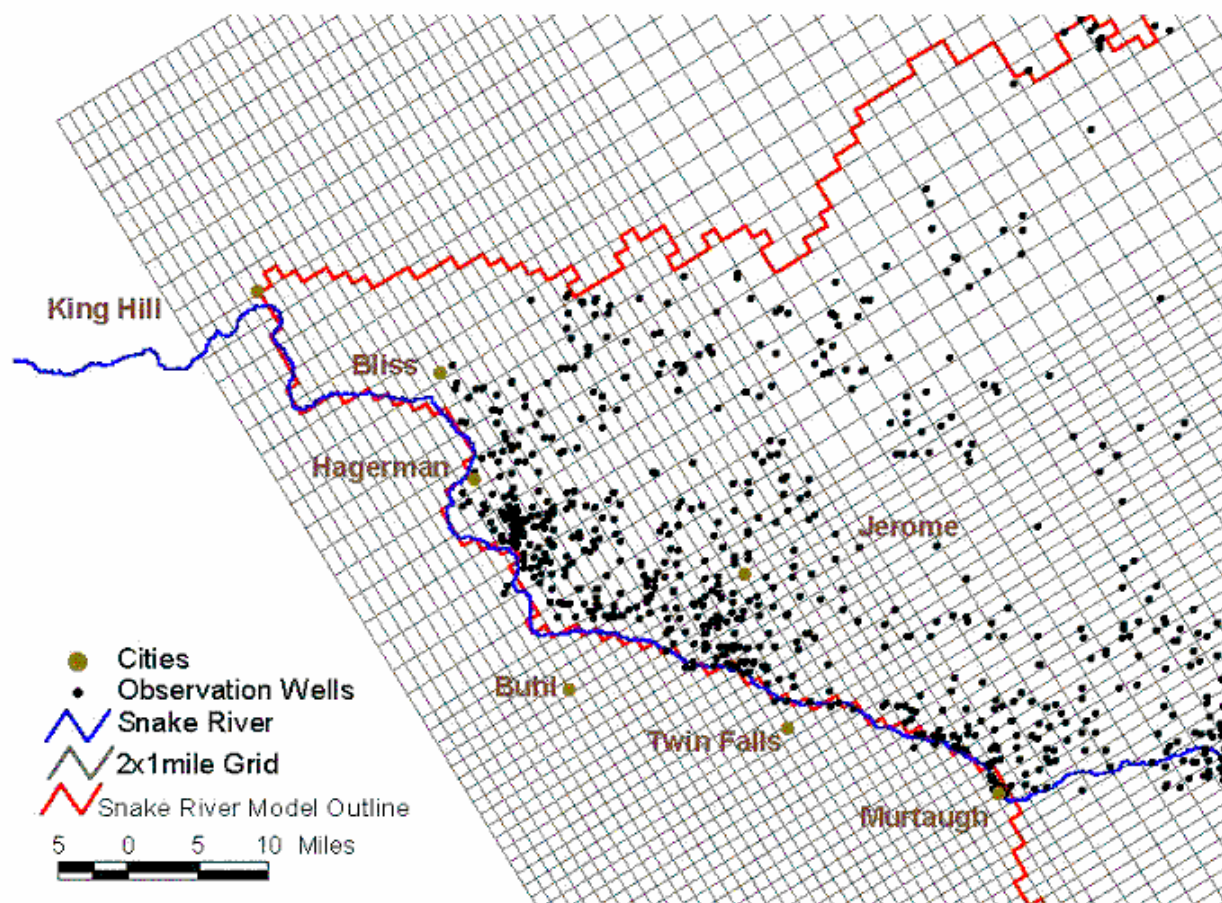 King Hill
Bliss
Hagerman
Jerome
Buhl
Twin Falls
Murtaugh
Cities
Observation Wells
Snake River
2x1mile Grid
Snake River Model Outline
5 0 5 10 Miles